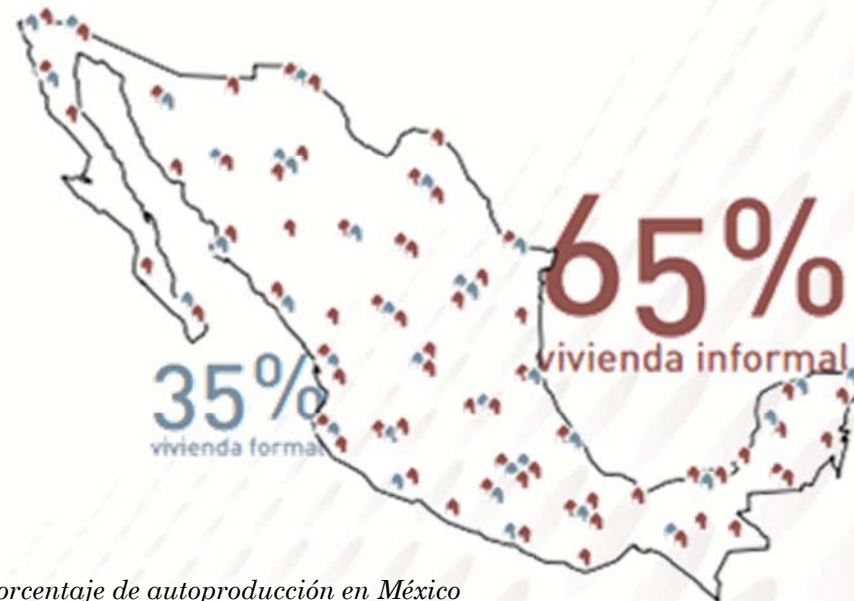 65%
vivienda informal
35%
vivienda formal
orcentaje de autoproducción en México